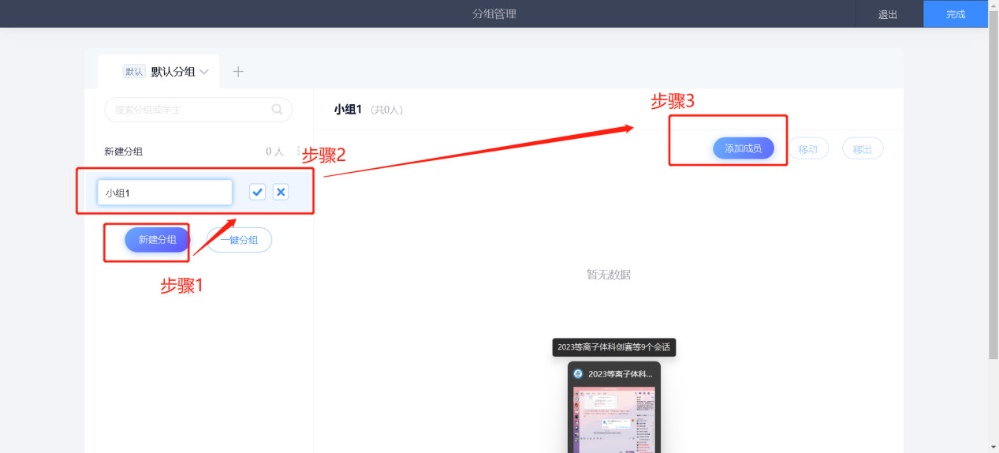 分组管理
退出
完成
默认 默认分组
搜索分组或学生
小组1 (共0人)
步骤3
新建分组 0 人
步骤2
添加成员
移动
移出
小组1
新建分组
一键分组
步骤1
暂无数据
2023等离子体科创赛等9个会话
2023等离子体科...